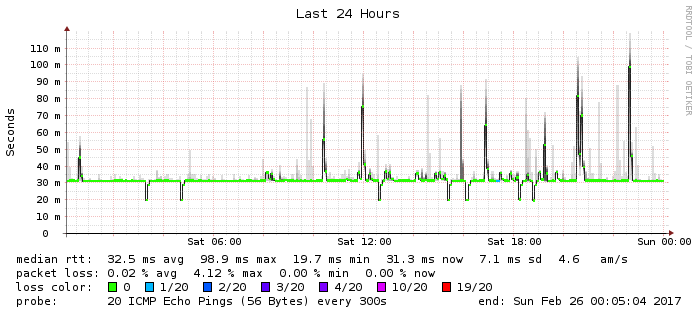 Last 24 Hours
RRDTOOL / TOBI OETIKER
Seconds
110 m
100 m
90 m
80 m
70 m
60 m
50 m
40 m
30 m
20 m
10 m
0
Sat 06:00 Sat 12:00 Sat 18:00 Sun 00:00
median rtt: 32.5 ms avg 98.9 ms max 19.7 ms min 31.3 ms now 7.1 ms sd 4.6 am/s
packet loss: 0.02 % avg 4.12 % max 0.00 % min 0.00 % now
loss color: 0 1/20 2/20 3/20 4/20 10/20 19/20
probe: 20 ICMP Echo Pings (56 Bytes) every 300s end: Sun Feb 26 00:05:04 2017